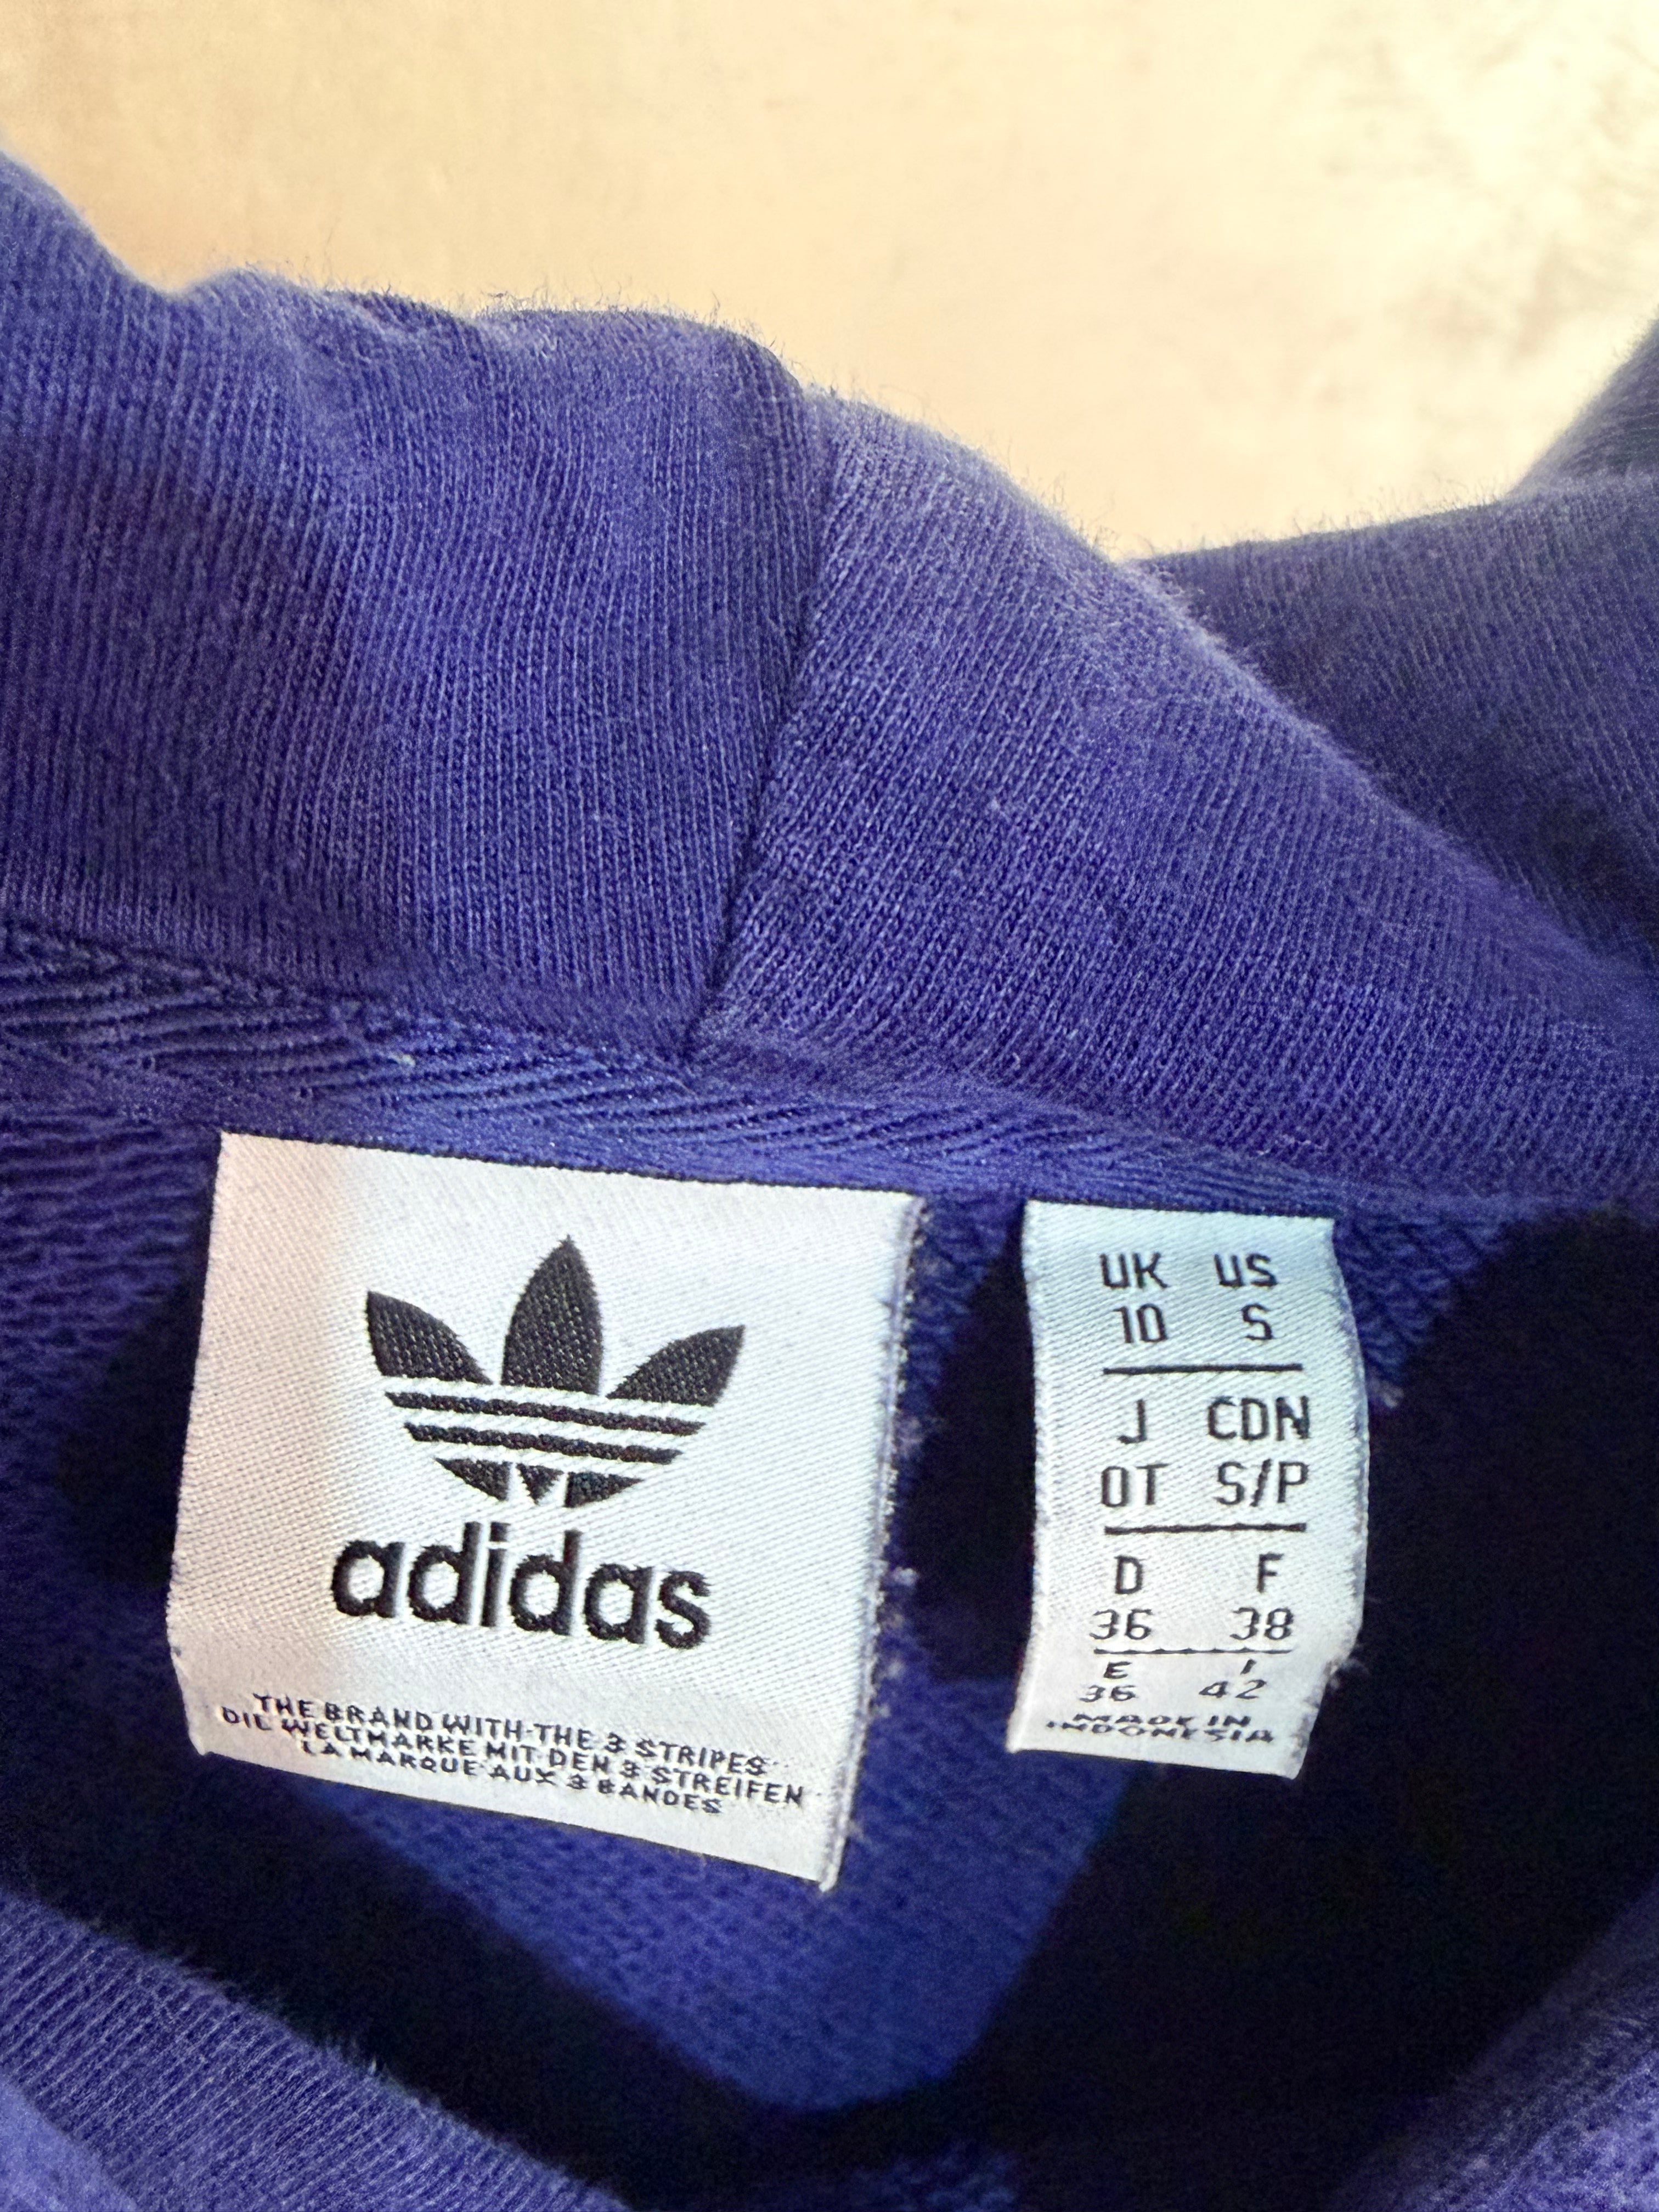 adidas
THE BRAND WITH THE 3 STRIPES
DIE WELTMARKE MIT DEN 3 STREIFEN
LA MARQUE AUX 3 BANDES
UK US
10 S
J CDN
OT S/P
D F
36 38
E I
36 42
MADE IN
INDONESIA